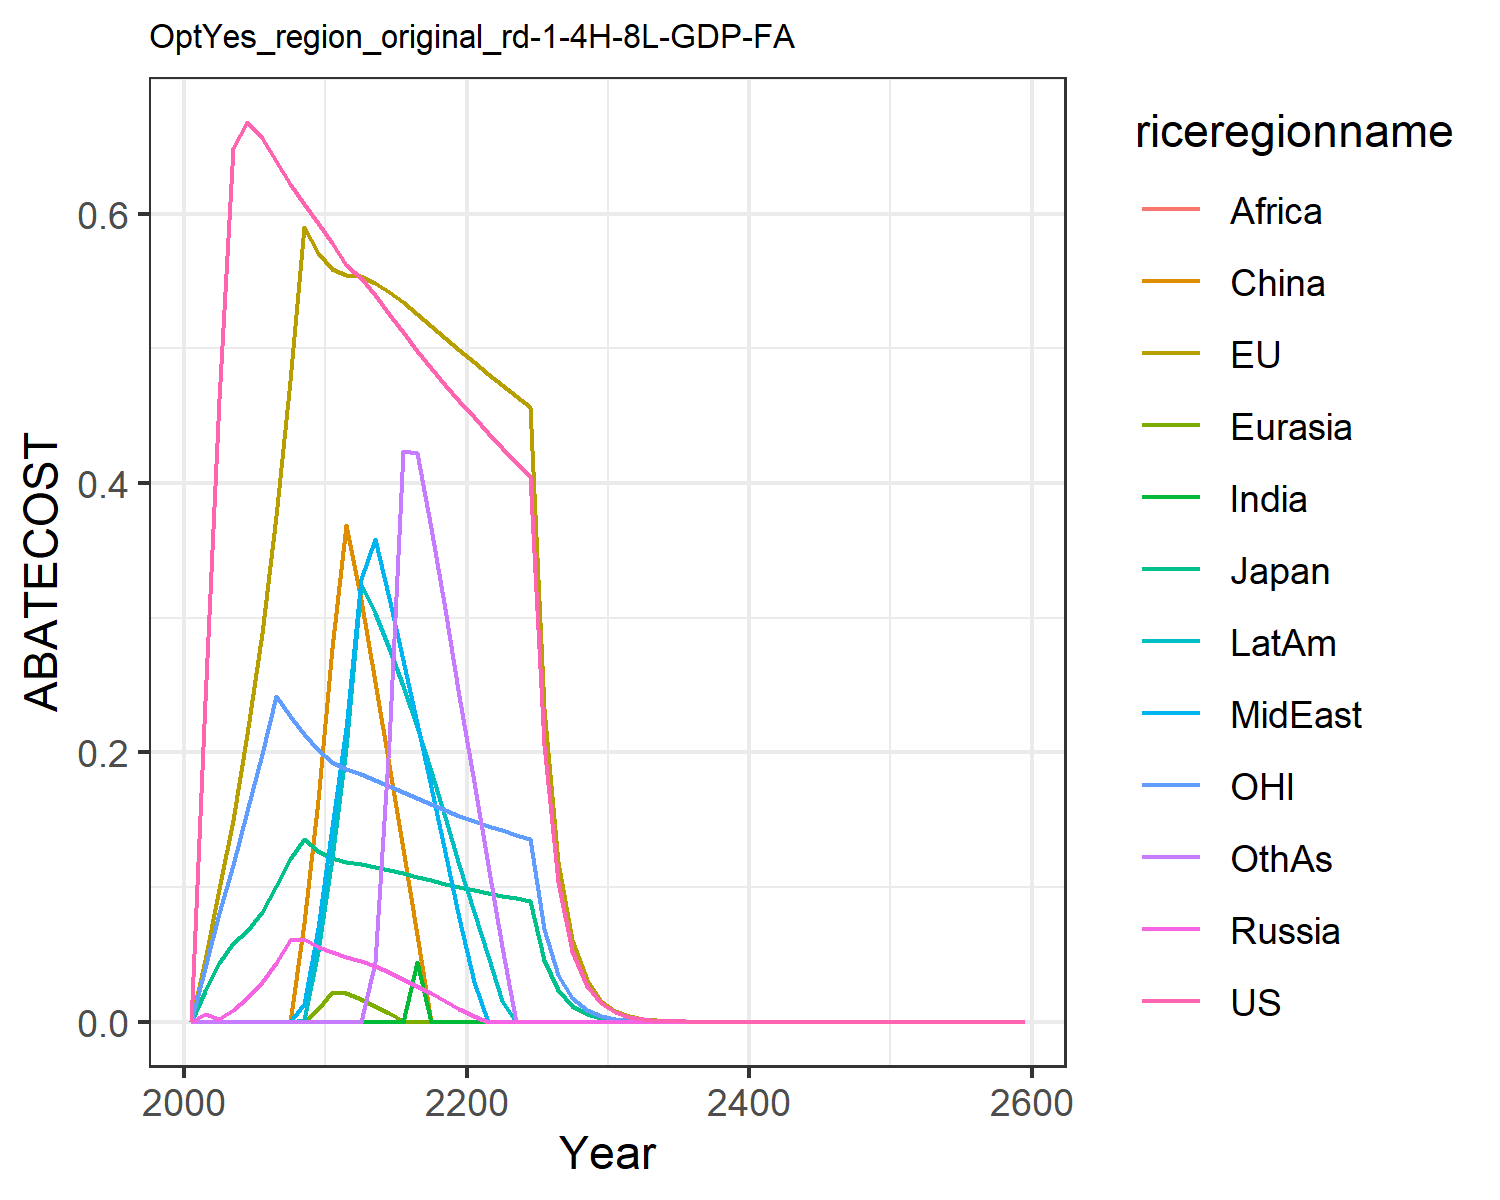 OptYes_region_original_rd-1-4H-8L-GDP-FA
ABATECOST
0.6
0.4
0.2
0.0
2000
2200
2400
2600
Year
riceregionname
Africa
China
EU
Eurasia
India
Japan
LatAm
MidEast
OHI
OthAs
Russia
US